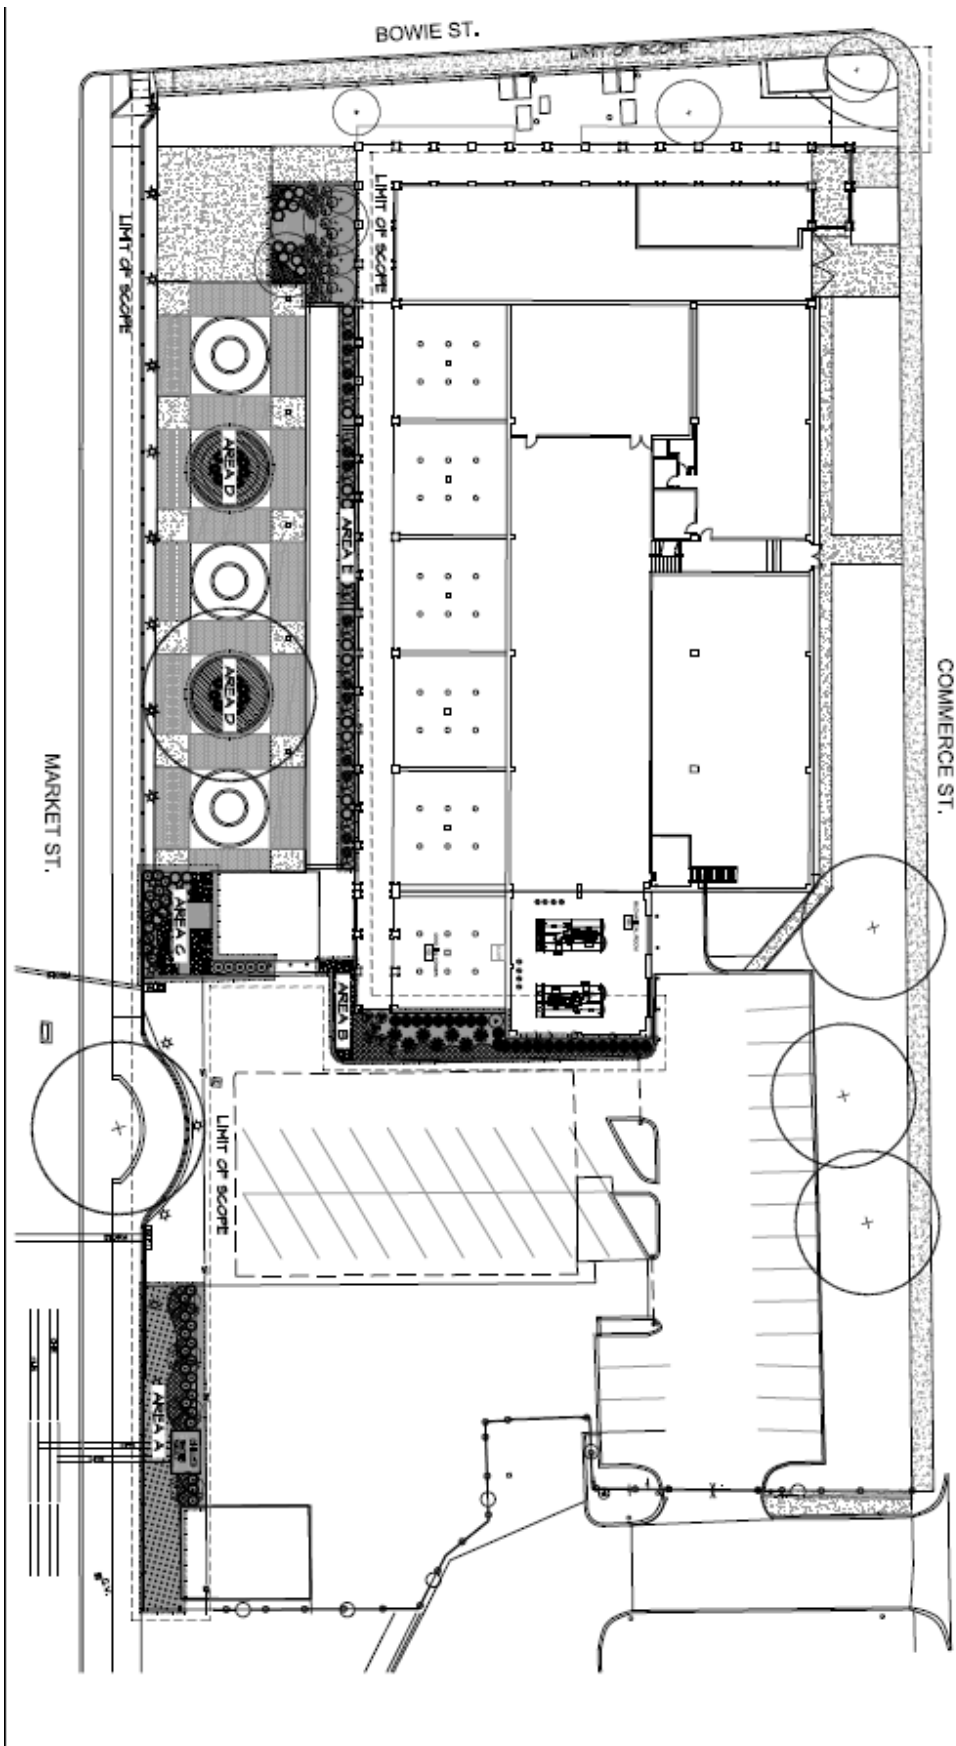 BOWIE ST.
LIMIT OF SCOPE
LIMIT OF SCOPE
LIMIT OF SCOPE
AREA D
AREA E
AREA D
COMMERCE ST.
MARKET ST.
AREA C
AREA B
LIMIT OF SCOPE
AREA A